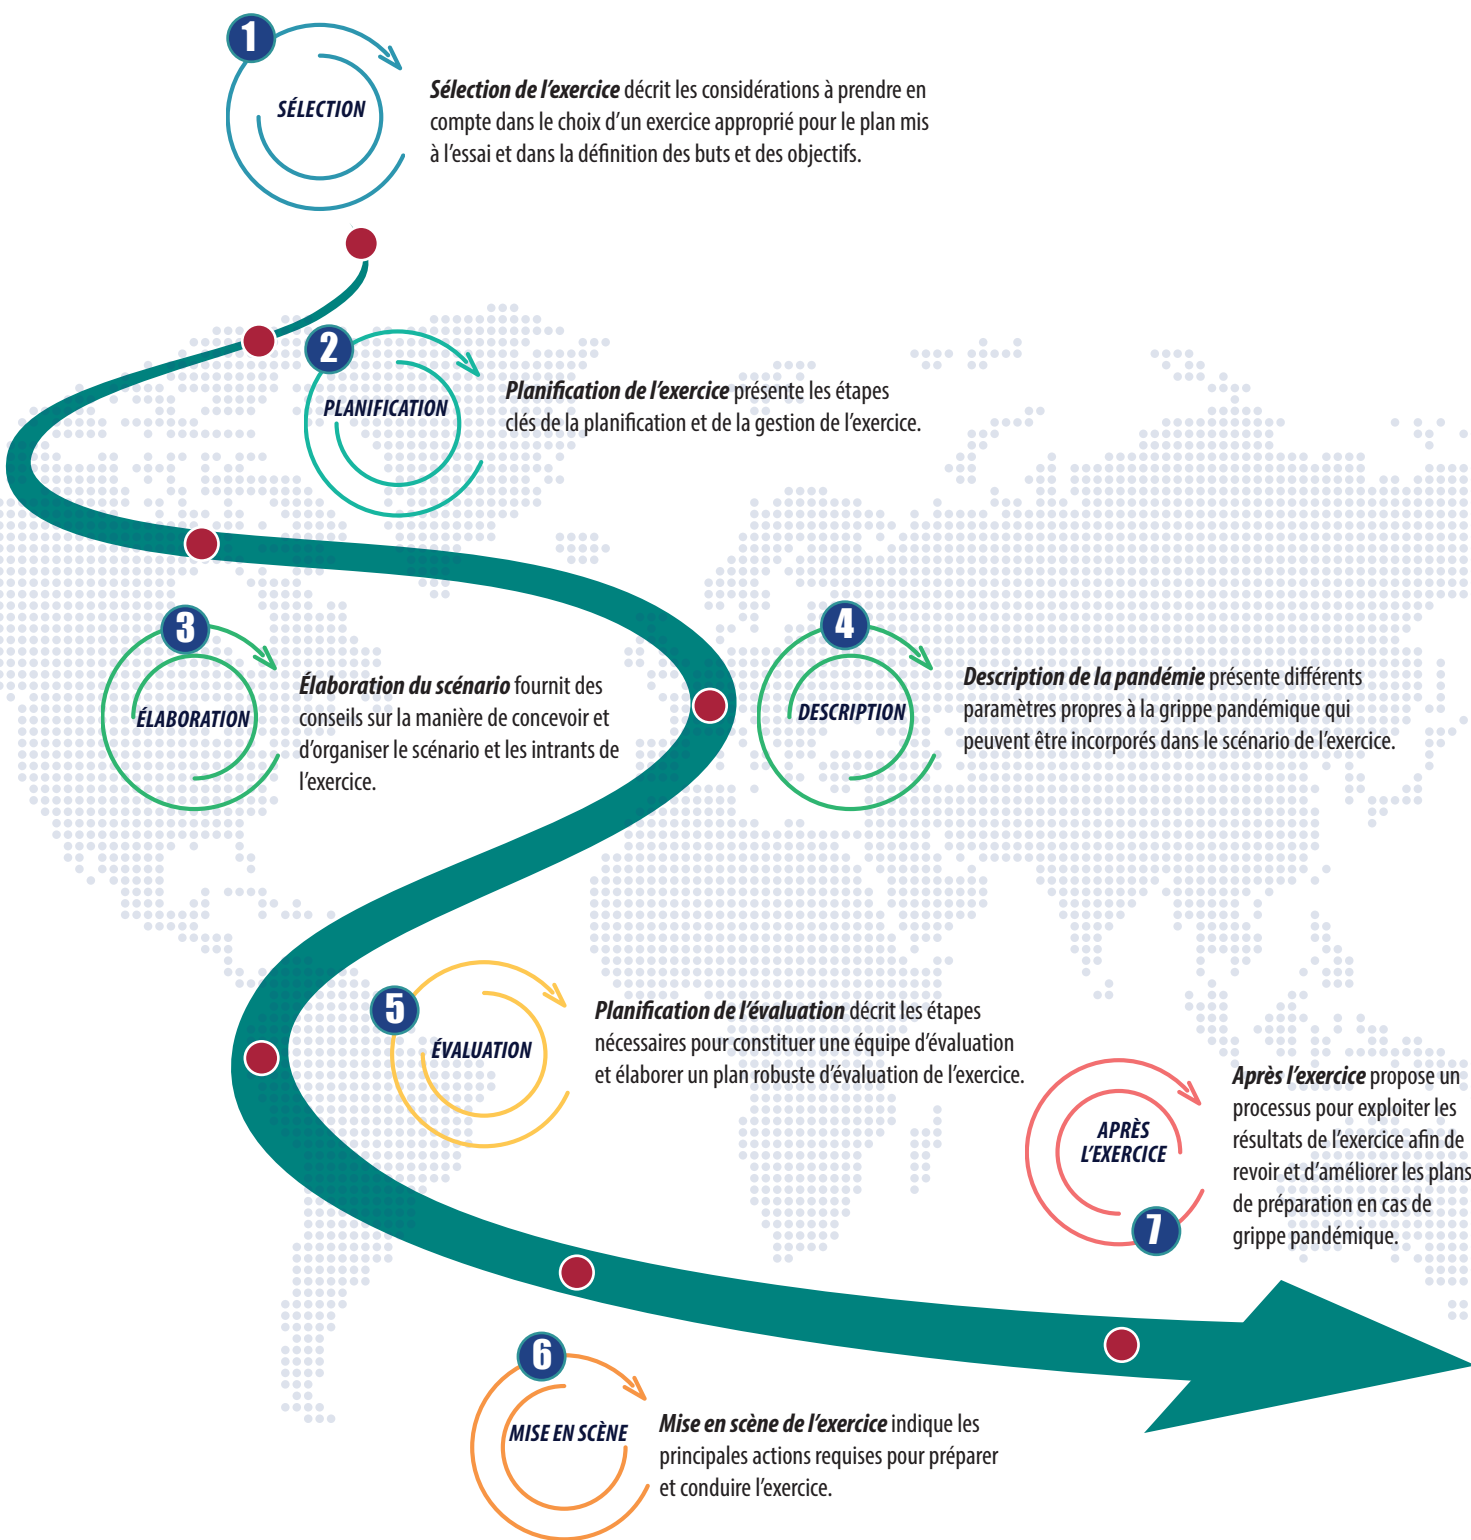 1
SÉLECTION
Sélection de l'exercice décrit les considérations à prendre en
compte dans le choix d'un exercice approprié pour le plan mis
à l'essai et dans la définition des buts et des objectifs.
2
PLANIFICATION
Planification de l'exercice présente les étapes
clés de la planification et de la gestion de l'exercice.
3
ÉLABORATION
Élaboration du scénario fournit des
conseils sur la manière de concevoir et
d'organiser le scénario et les intrants de
l'exercice.
4
DESCRIPTION
Description de la pandémie présente différents
paramètres propres à la grippe pandémique qui
peuvent être incorporés dans le scénario de l'exercice.
5
ÉVALUATION
Planification de l'évaluation décrit les étapes
nécessaires pour constituer une équipe d'évaluation
et élaborer un plan robuste d'évaluation de l'exercice.
6
MISE EN SCÈNE
Mise en scène de l'exercice indique les
principales actions requises pour préparer
et conduire l'exercice.
APRÈS
L'EXERCICE
7
Après l'exercice propose un
processus pour exploiter les
résultats de l'exercice afin de
revoir et d'améliorer les plans
de préparation en cas de
grippe pandémique.